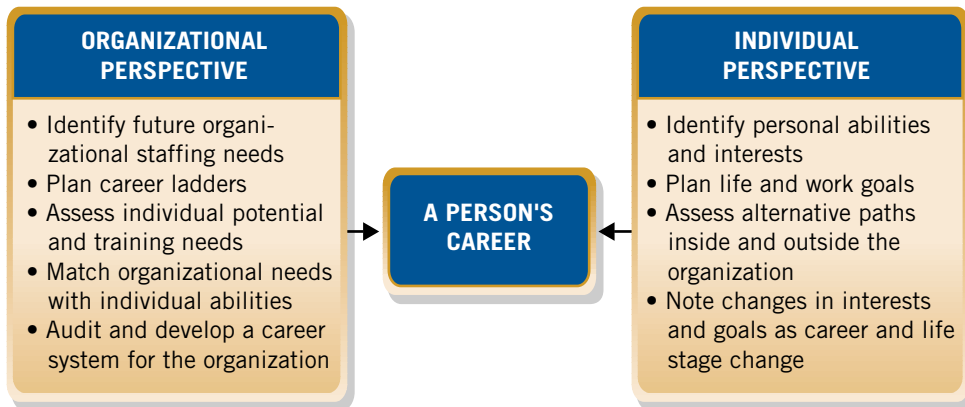 ORGANIZATIONAL
PERSPECTIVE
• Identify future organi-
zational staffing needs
• Plan career ladders
• Assess individual potential
and training needs
• Match organizational needs
with individual abilities
• Audit and develop a career
system for the organization
A PERSON'S
CAREER
INDIVIDUAL
PERSPECTIVE
• Identify personal abilities
and interests
• Plan life and work goals
• Assess alternative paths
inside and outside the
organization
• Note changes in interests
and goals as career and life
stage change